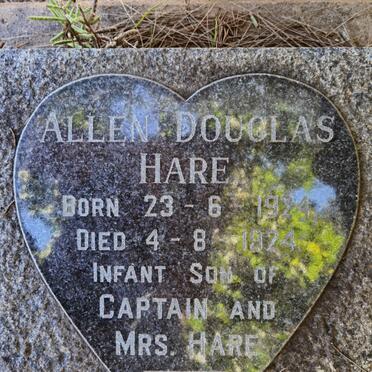 ALLEN DOUGLAS
HARE
BORN 23-6-1924
DIED 4-8-1924
INFANT SON OF
CAPTAIN AND
MRS. HARE